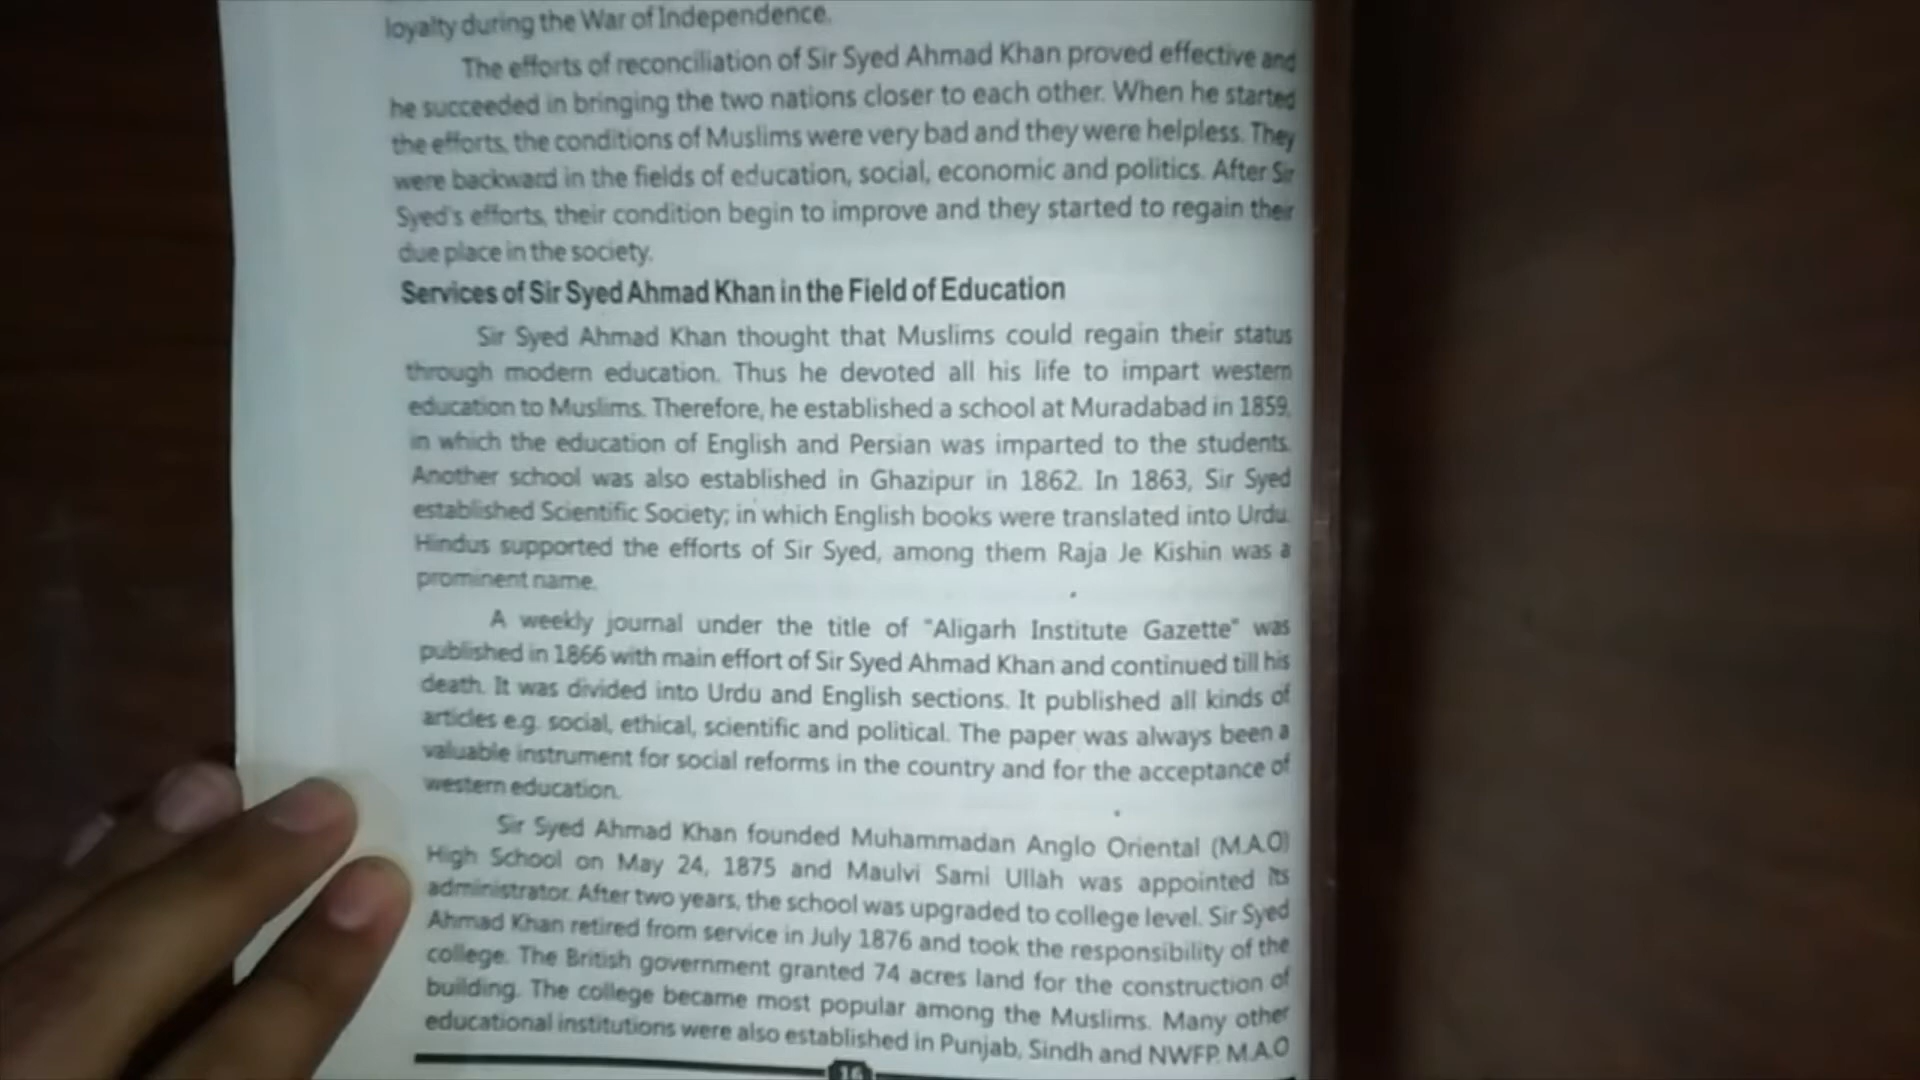 loyalty during the War of Independence.
The efforts of reconciliation of Sir Syed Ahmad Khan proved effective and
he succeeded in bringing the two nations closer to each other. When he started
the efforts, the conditions of Muslims were very bad and they were helpless. They
were backward in the fields of education, social, economic and politics. After Sir
Syed's efforts, their condition begin to improve and they started to regain their
due place in the society.
Services of Sir Syed Ahmad Khan in the Field of Education
Sir Syed Ahmad Khan thought that Muslims could regain their status
through modern education. Thus he devoted all his life to impart western
education to Muslims. Therefore, he established a school at Muradabad in 1859,
in which the education of English and Persian was imparted to the students.
Another school was also established in Ghazipur in 1862. In 1863, Sir Syed
established Scientific Society; in which English books were translated into Urdu.
Hindus supported the efforts of Sir Syed, among them Raja Je Kishin was a
prominent name.
A weekly journal under the title of "Aligarh Institute Gazette" was
published in 1866 with main effort of Sir Syed Ahmad Khan and continued till his
death. It was divided into Urdu and English sections. It published all kinds of
articles e.g. social, ethical, scientific and political. The paper was always been a
valuable instrument for social reforms in the country and for the acceptance of
western education.
Sir Syed Ahmad Khan founded Muhammadan Anglo Oriental (M.A.O)
High School on May 24, 1875 and Maulvi Sami Ullah was appointed its
administrator. After two years, the school was upgraded to college level. Sir Syed
Ahmad Khan retired from service in July 1876 and took the responsibility of the
college. The British government granted 74 acres land for the construction of
building. The college became most popular among the Muslims. Many other
educational institutions were also established in Punjab, Sindh and NWFP. M.A.O
16